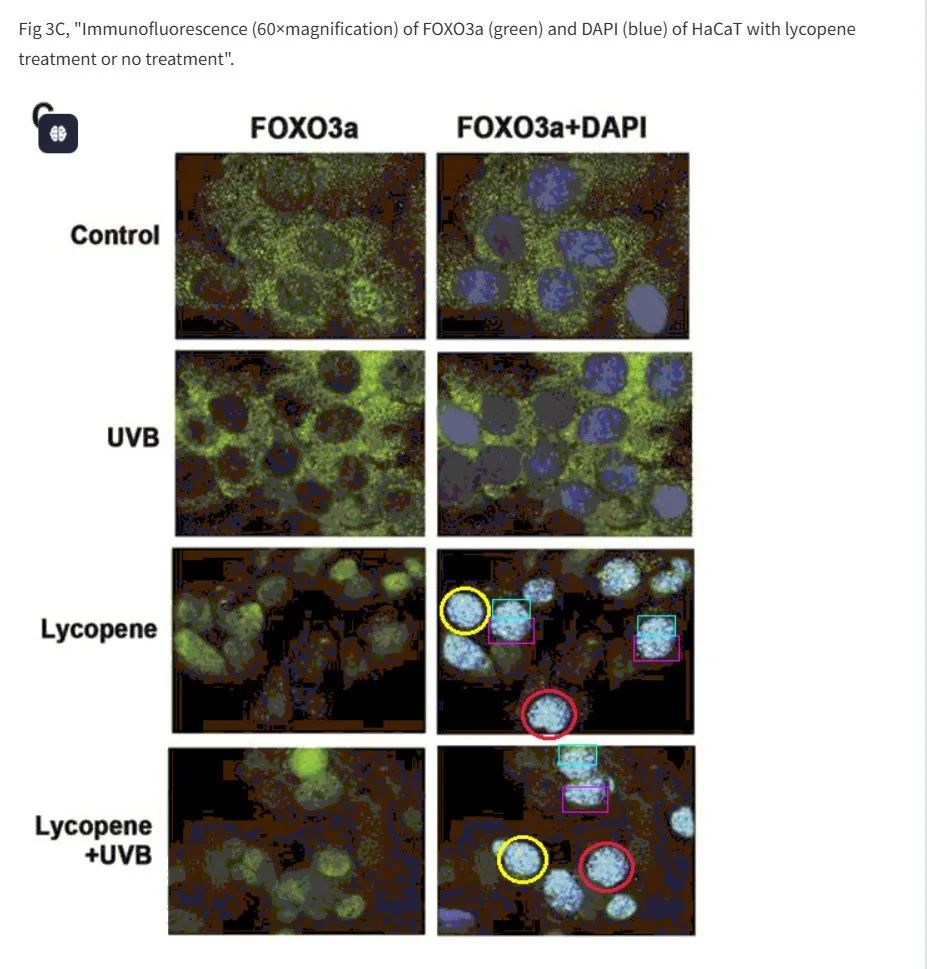 Fig 3C, "Immunofluorescence (60×magnification) of FOXO3a (green) and DAPI (blue) of HaCaT with lycopene
treatment or no treatment".
FOXO3a FOXO3a+DAPI
Control
UVB
Lycopene
Lycopene
+UVB